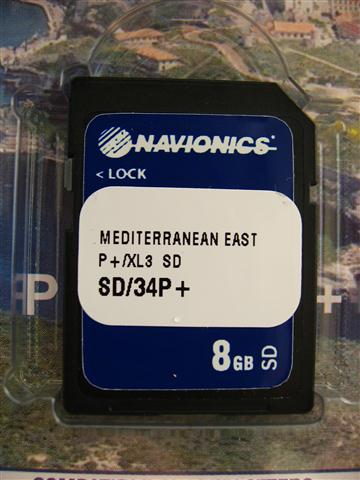 NAVIONICS®
< LOCK
MEDITERRANEAN EAST
P+/XL3 SD
SD/34P+
8GB SD
P +